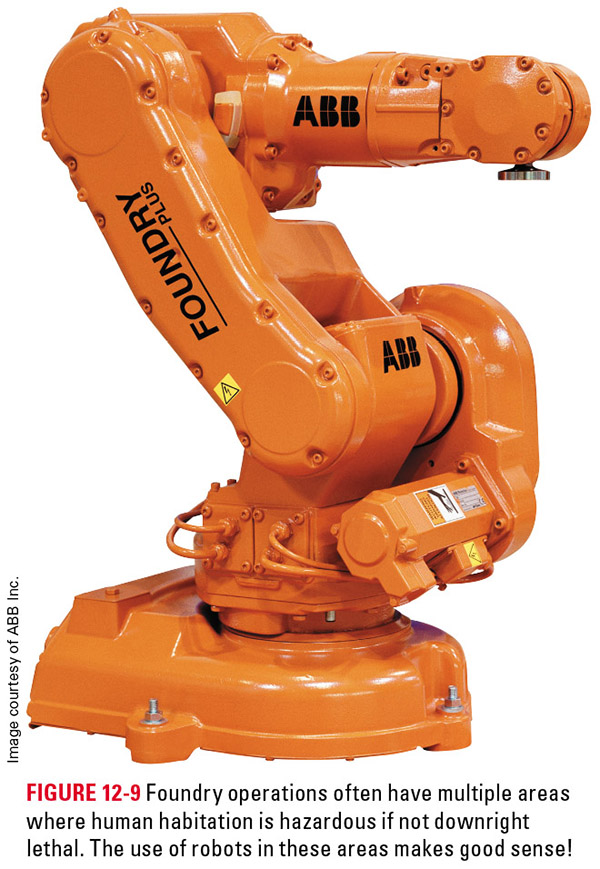 ABB
FOUNDRY
PLUS
ABB
Image courtesy of ABB Inc.
FIGURE 12-9 Foundry operations often have multiple areas
where human habitation is hazardous if not downright
lethal. The use of robots in these areas makes good sense!